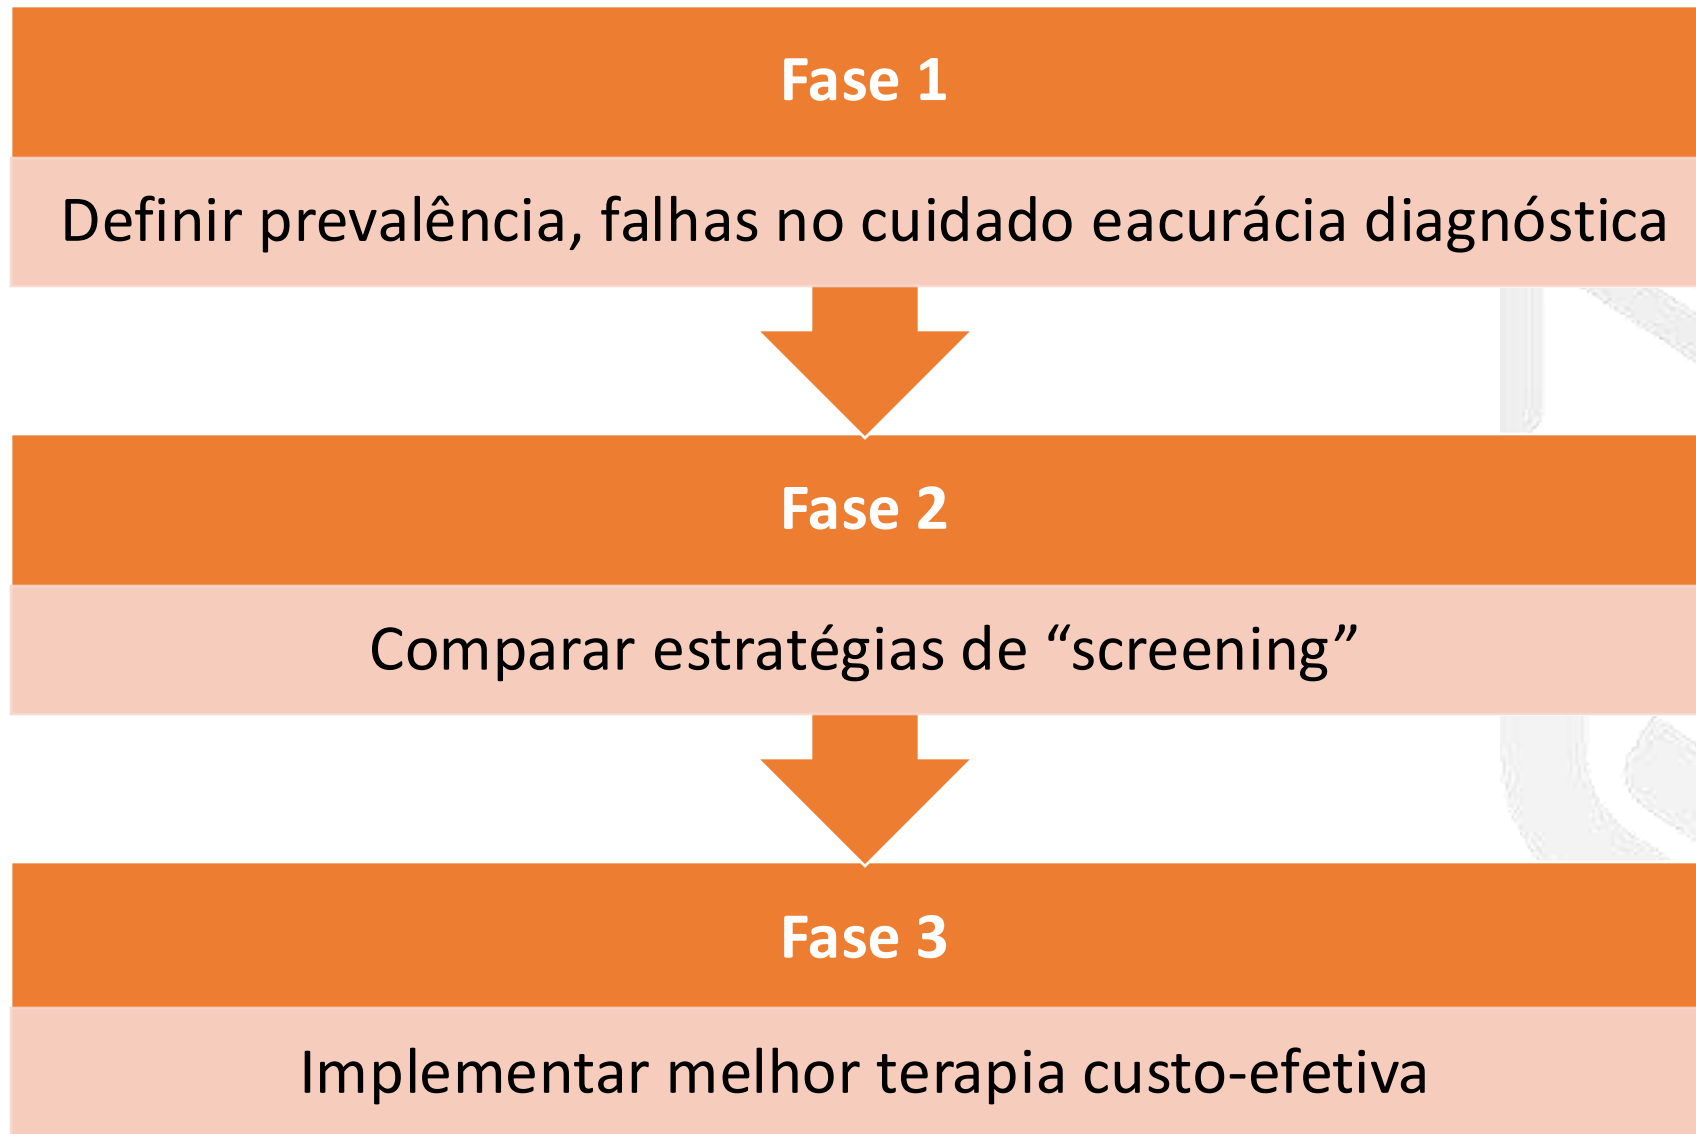 Fase 1
Definir prevalência, falhas no cuidado eacurácia diagnóstica
Fase 2
Comparar estratégias de “screening”
Fase 3
Implementar melhor terapia custo-efetiva